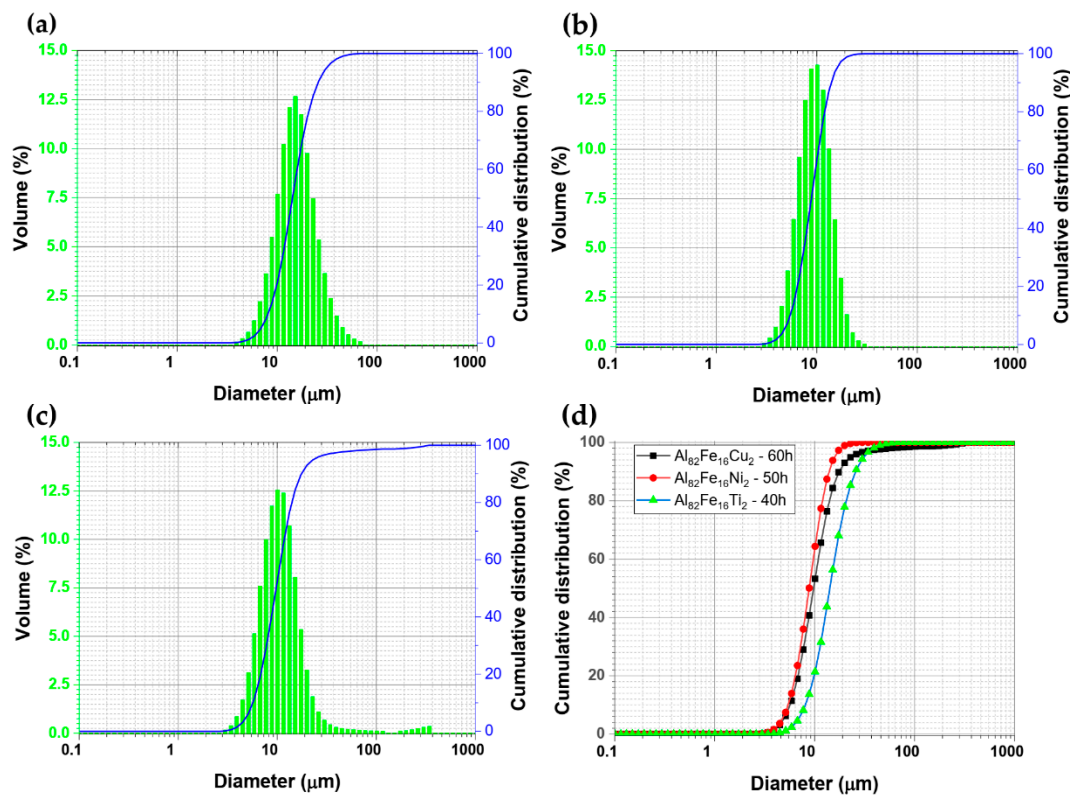 (a)
15.0
12.5
10.0
7.5
5.0
2.5
0.0
Volume (%)
100
80
60
40
20
0
Cumulative distribution (%)
0.1 1 10 100 1000
Diameter (μm)
(b)
15.0
12.5
10.0
7.5
5.0
2.5
0.0
Volume (%)
100
80
60
40
20
0
Cumulative distribution (%)
0.1 1 10 100 1000
Diameter (μm)
(c)
15.0
12.5
10.0
7.5
5.0
2.5
0.0
Volume (%)
100
80
60
40
20
0
Cumulative distribution (%)
0.1 1 10 100 1000
Diameter (μm)
(d)
100
80
60
40
20
0
Cumulative distribution (%)
Al₈₂Fe₁₆Cu₂ - 60h
Al₈₂Fe₁₆Ni₂ - 50h
Al₈₂Fe₁₆Ti₂ - 40h
0.1 1 10 100 1000
Diameter (μm)